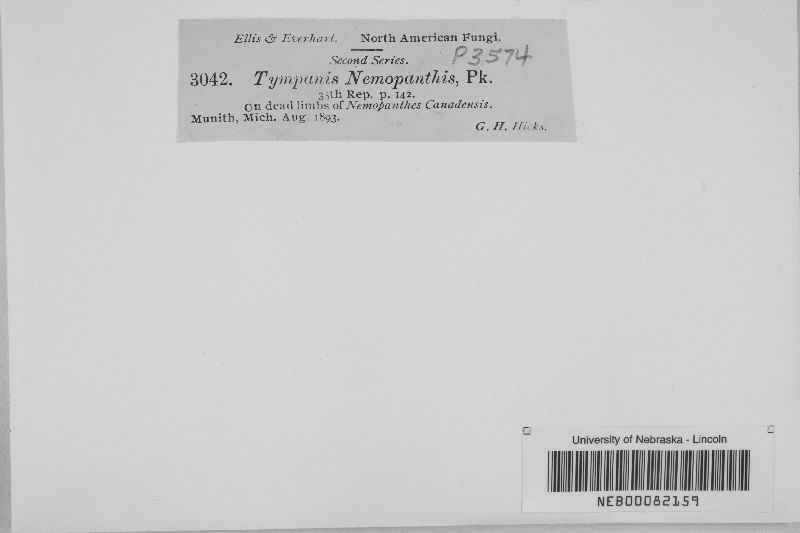 Ellis & Everhart. North American Fungi.
Second Series. P3574
3042. Tympanis Nemopanthis, Pk.
35th Rep. p. 142.
On dead limbs of Nemopanthes Canadensis.
Munith, Mich. Aug. 1893.
G. H. Hicks.
University of Nebraska - Lincoln
NEB00082159